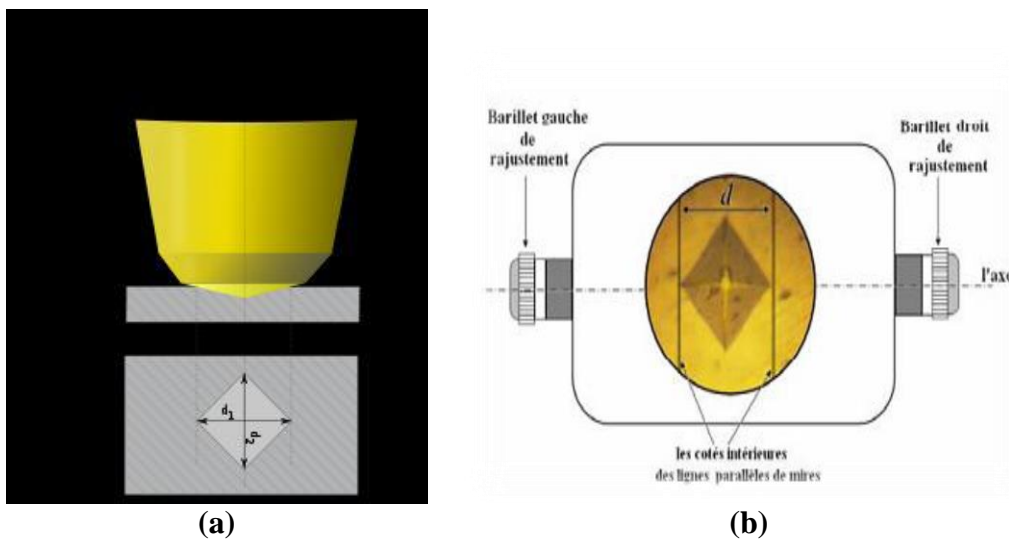 d₁
d₂
(a)
Barillet gauche
de
rajustement
Barillet droit
de
rajustement
d
l'axe
les cotés intérieures
des lignes parallèles de mires
(b)